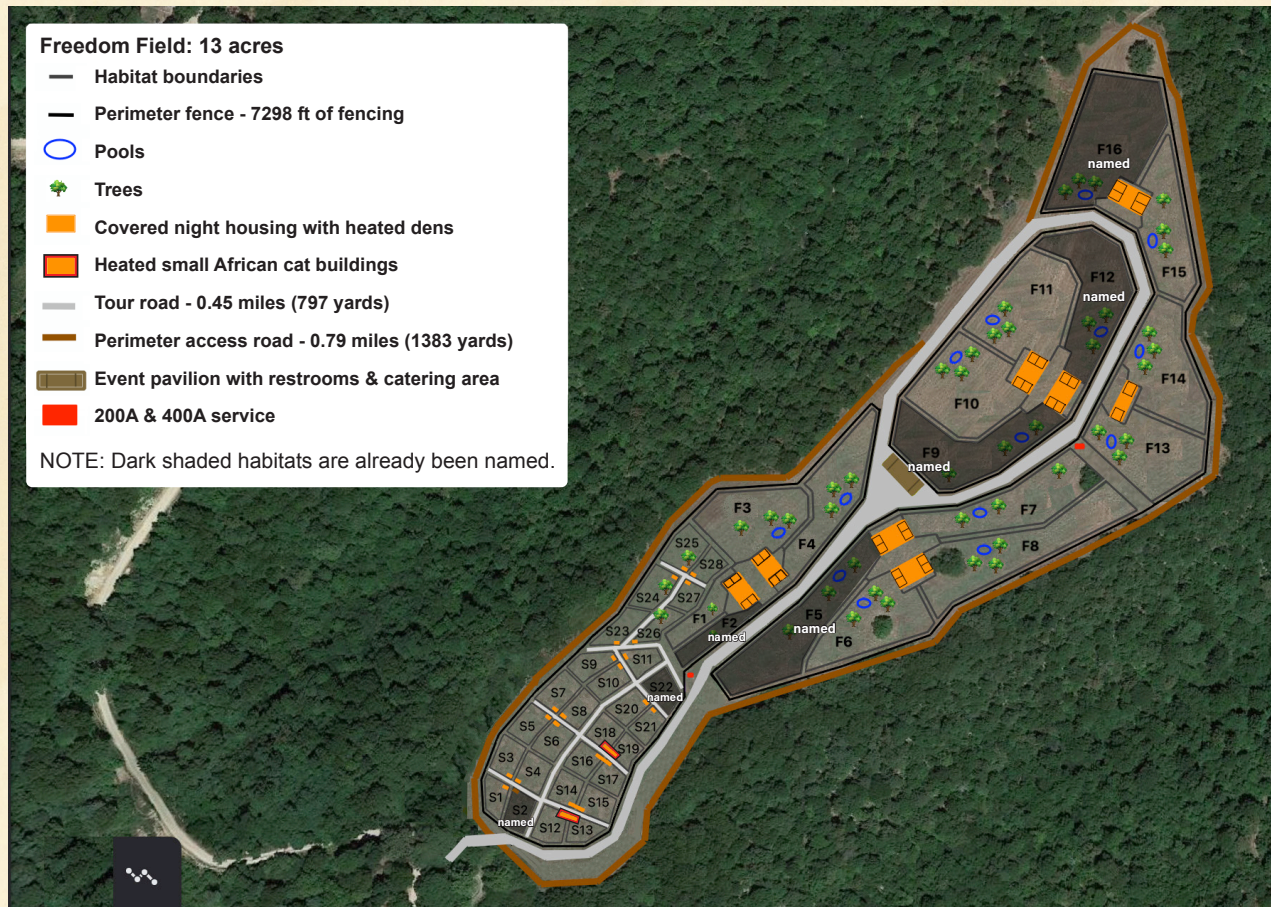 Freedom Field: 13 acres
Habitat boundaries
Perimeter fence - 7298 ft of fencing
Pools
Trees
Covered night housing with heated dens
Heated small African cat buildings
Tour road - 0.45 miles (797 yards)
Perimeter access road - 0.79 miles (1383 yards)
Event pavilion with restrooms & catering area
200A & 400A service
NOTE: Dark shaded habitats are already been named.
F16
named
F15
F12
named
F11
F14
F10
F13
F9
named
F3
F4
F7
F8
S25
S28
S24
S27
F1
F2
named
F5
named
F6
S23
S26
S9
S11
S10
S22
named
S7
S8
S20
S21
S5
S6
S18
S19
S3
S4
S16
S17
S1
S2
named
S14
S15
S12
S13